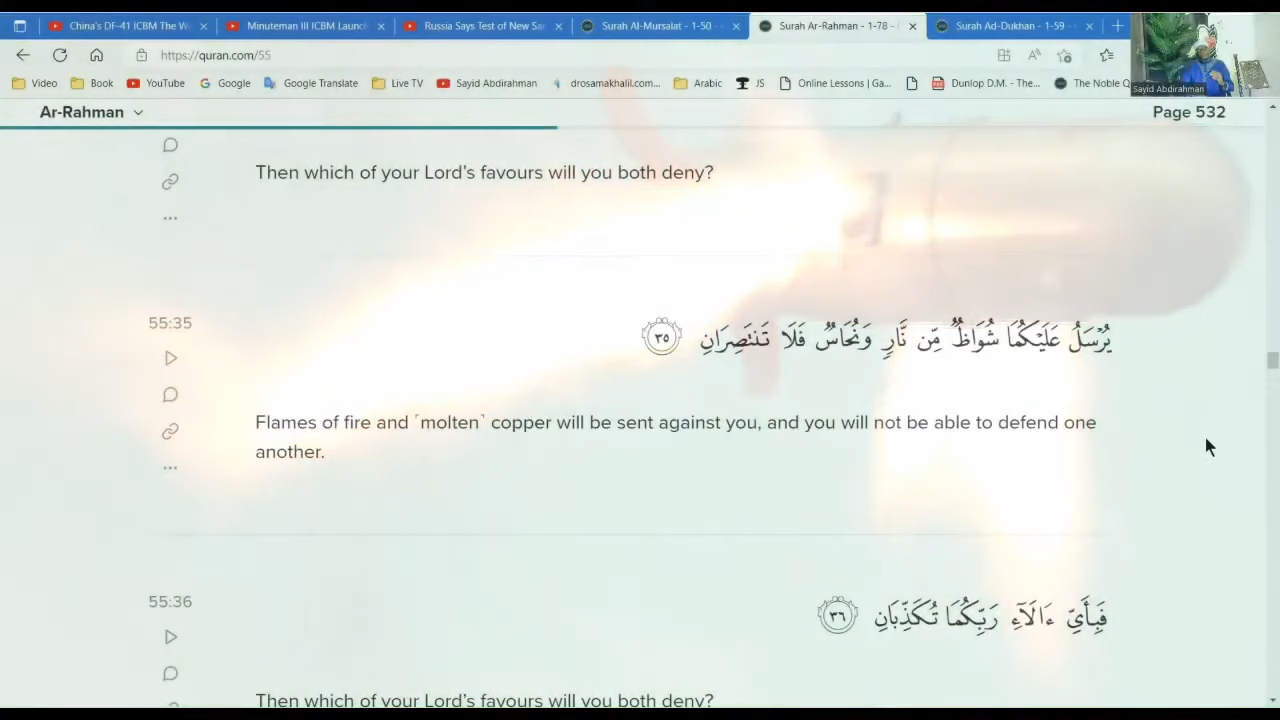 China's DF-41 ICBM The W
Minuteman III ICBM Launch
Russia Says Test of New Sar
Surah Al-Mursalat - 1-50 -
Surah Ar-Rahman - 1-78 -
Surah Ad-Dukhan - 1-59 -
https://quran.com/55
Video
Book
YouTube
Google
Google Translate
Live TV
Sayid Abdirahman
drosamakhalil.com...
Arabic
JS
Online Lessons | Ga...
Dunlop D.M. - The...
The Noble Q
Sayid Abdirahman
Ar-Rahman
Page 532
Then which of your Lord's favours will you both deny?
55:35
يُرْسَلُ عَلَيْكُمَا شُوَاظٌ مِّن نَّارٍ وَنُحَاسٌ فَلَا تَنتَصِرَانِ ٣٥
Flames of fire and ˹molten˺ copper will be sent against you, and you will not be able to defend one
another.
55:36
فَبِأَيِّ ءَالَآءِ رَبِّكُمَا تُكَذِّبَانِ ٣٦
Then which of your Lord's favours will you both deny?